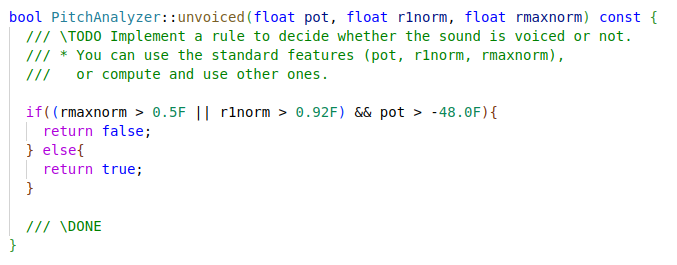 bool PitchAnalyzer::unvoiced(float pot, float r1norm, float rmaxnorm) const {
/// \TODO Implement a rule to decide whether the sound is voiced or not.
/// * You can use the standard features (pot, r1norm, rmaxnorm),
///   or compute and use other ones.
if((rmaxnorm > 0.5F || r1norm > 0.92F) && pot > -48.0F){
return false;
} else{
return true;
}
/// \DONE
}